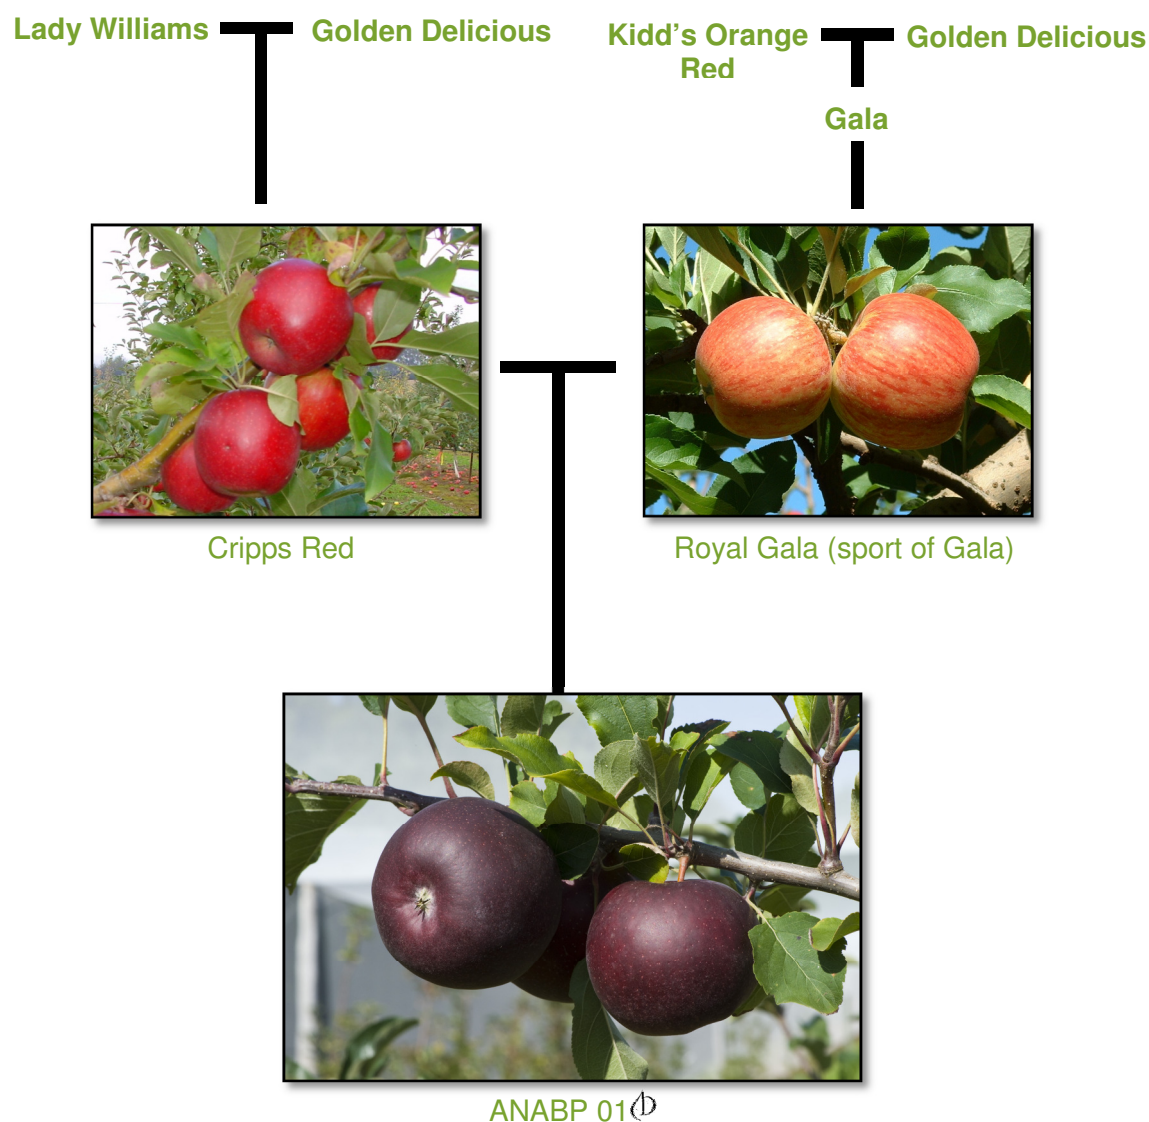 Lady Williams
Golden Delicious
Kidd's Orange
Red
Golden Delicious
Gala
Cripps Red
Royal Gala (sport of Gala)
ANABP 01